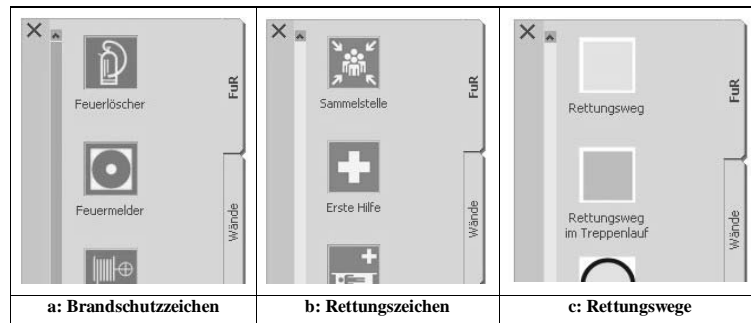 Feuerlöscher
Feuermelder
FuR
Wände
a: Brandschutzzeichen
Sammelstelle
Erste Hilfe
FuR
Wände
b: Rettungszeichen
Rettungsweg
Rettungsweg
im Treppenlauf
FuR
Wände
c: Rettungswege